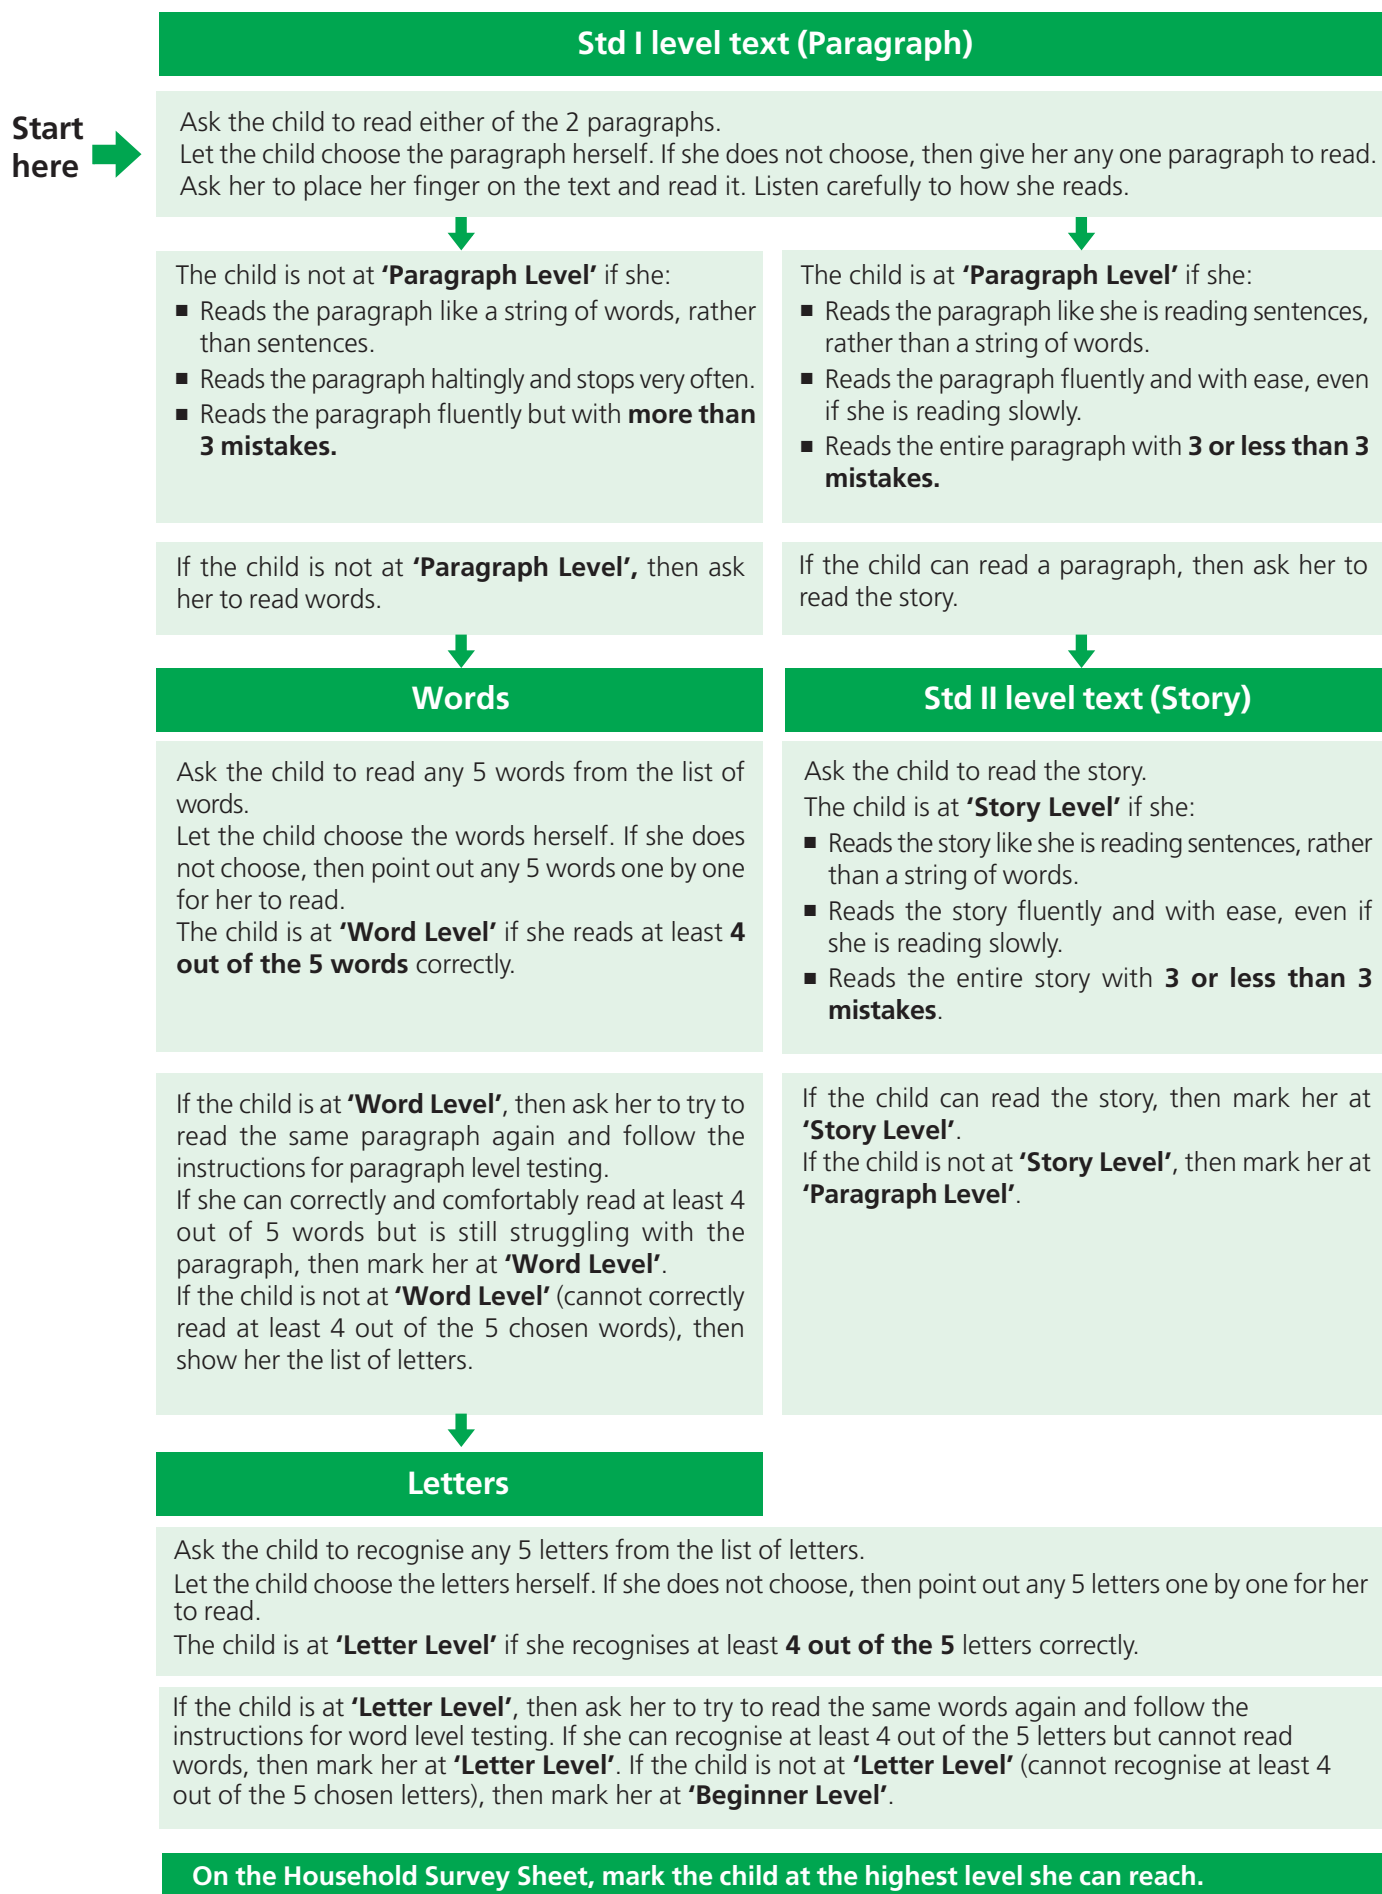 Std I level text (Paragraph)
Start
here
Ask the child to read either of the 2 paragraphs.
Let the child choose the paragraph herself. If she does not choose, then give her any one paragraph to read.
Ask her to place her finger on the text and read it. Listen carefully to how she reads.
The child is not at ‘Paragraph Level’ if she:
■ Reads the paragraph like a string of words, rather
than sentences.
■ Reads the paragraph haltingly and stops very often.
■ Reads the paragraph fluently but with more than
3 mistakes.
The child is at ‘Paragraph Level’ if she:
■ Reads the paragraph like she is reading sentences,
rather than a string of words.
■ Reads the paragraph fluently and with ease, even
if she is reading slowly.
■ Reads the entire paragraph with 3 or less than 3
mistakes.
If the child is not at ‘Paragraph Level’, then ask
her to read words.
If the child can read a paragraph, then ask her to
read the story.
Words
Ask the child to read any 5 words from the list of
words.
Let the child choose the words herself. If she does
not choose, then point out any 5 words one by one
for her to read.
The child is at ‘Word Level’ if she reads at least 4
out of the 5 words correctly.
If the child is at ‘Word Level’, then ask her to try to
read the same paragraph again and follow the
instructions for paragraph level testing.
If she can correctly and comfortably read at least 4
out of 5 words but is still struggling with the
paragraph, then mark her at ‘Word Level’.
If the child is not at ‘Word Level’ (cannot correctly
read at least 4 out of the 5 chosen words), then
show her the list of letters.
Std II level text (Story)
Ask the child to read the story.
The child is at ‘Story Level’ if she:
■ Reads the story like she is reading sentences, rather
than a string of words.
■ Reads the story fluently and with ease, even if
she is reading slowly.
■ Reads the entire story with 3 or less than 3
mistakes.
If the child can read the story, then mark her at
‘Story Level’.
If the child is not at ‘Story Level’, then mark her at
‘Paragraph Level’.
Letters
Ask the child to recognise any 5 letters from the list of letters.
Let the child choose the letters herself. If she does not choose, then point out any 5 letters one by one for her
to read.
The child is at ‘Letter Level’ if she recognises at least 4 out of the 5 letters correctly.
If the child is at ‘Letter Level’, then ask her to try to read the same words again and follow the
instructions for word level testing. If she can recognise at least 4 out of the 5 letters but cannot read
words, then mark her at ‘Letter Level’. If the child is not at ‘Letter Level’ (cannot recognise at least 4
out of the 5 chosen letters), then mark her at ‘Beginner Level’.
On the Household Survey Sheet, mark the child at the highest level she can reach.